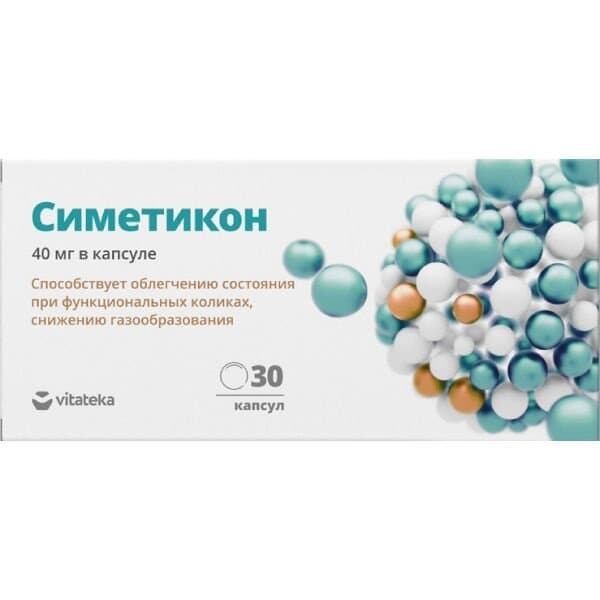 Симетикон
40 мг в капсуле
Способствует облегчению состояния
при функциональных коликах,
снижению газообразования
30
капсул
vitateka